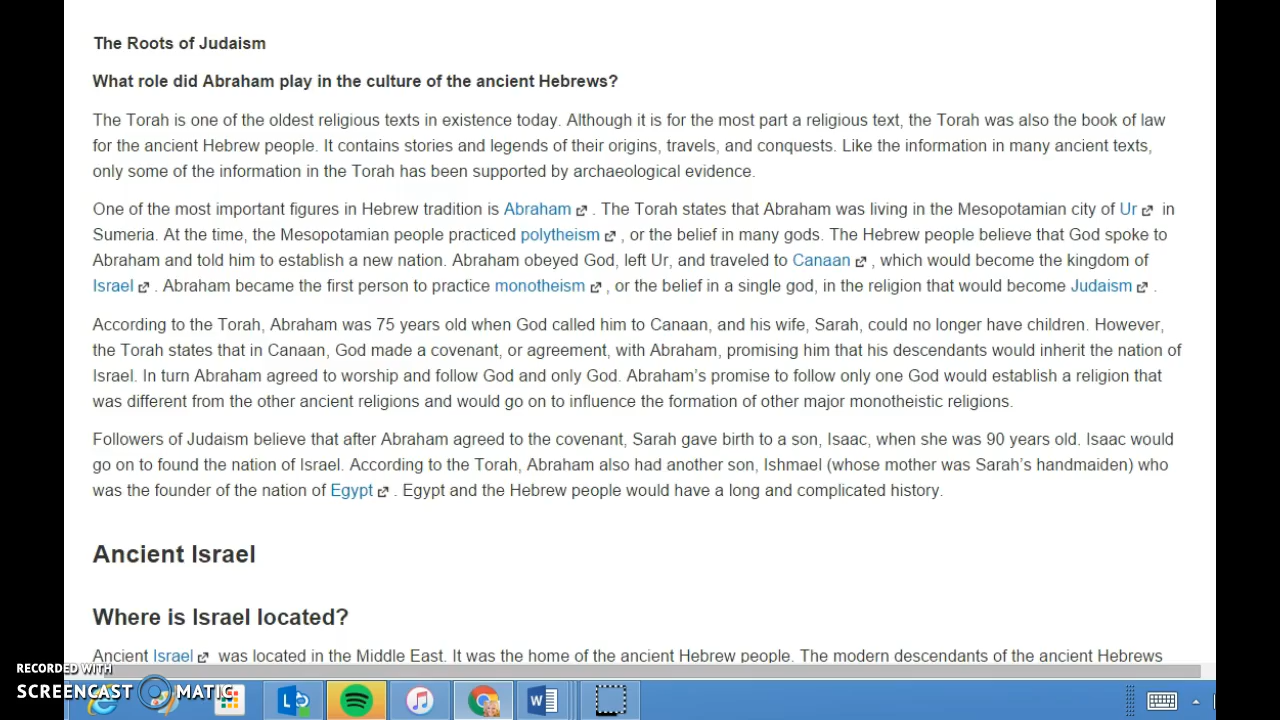 The Roots of Judaism
What role did Abraham play in the culture of the ancient Hebrews?
The Torah is one of the oldest religious texts in existence today. Although it is for the most part a religious text, the Torah was also the book of law
for the ancient Hebrew people. It contains stories and legends of their origins, travels, and conquests. Like the information in many ancient texts,
only some of the information in the Torah has been supported by archaeological evidence.
One of the most important figures in Hebrew tradition is Abraham . The Torah states that Abraham was living in the Mesopotamian city of Ur in
Sumeria. At the time, the Mesopotamian people practiced polytheism , or the belief in many gods. The Hebrew people believe that God spoke to
Abraham and told him to establish a new nation. Abraham obeyed God, left Ur, and traveled to Canaan , which would become the kingdom of
Israel . Abraham became the first person to practice monotheism , or the belief in a single god, in the religion that would become Judaism .
According to the Torah, Abraham was 75 years old when God called him to Canaan, and his wife, Sarah, could no longer have children. However,
the Torah states that in Canaan, God made a covenant, or agreement, with Abraham, promising him that his descendants would inherit the nation of
Israel. In turn Abraham agreed to worship and follow God and only God. Abraham's promise to follow only one God would establish a religion that
was different from the other ancient religions and would go on to influence the formation of other major monotheistic religions.
Followers of Judaism believe that after Abraham agreed to the covenant, Sarah gave birth to a son, Isaac, when she was 90 years old. Isaac would
go on to found the nation of Israel. According to the Torah, Abraham also had another son, Ishmael (whose mother was Sarah's handmaiden) who
was the founder of the nation of Egypt . Egypt and the Hebrew people would have a long and complicated history.
Ancient Israel
Where is Israel located?
Ancient Israel was located in the Middle East. It was the home of the ancient Hebrew people. The modern descendants of the ancient Hebrews
RECORDED WITH
SCREENCAST MATIC